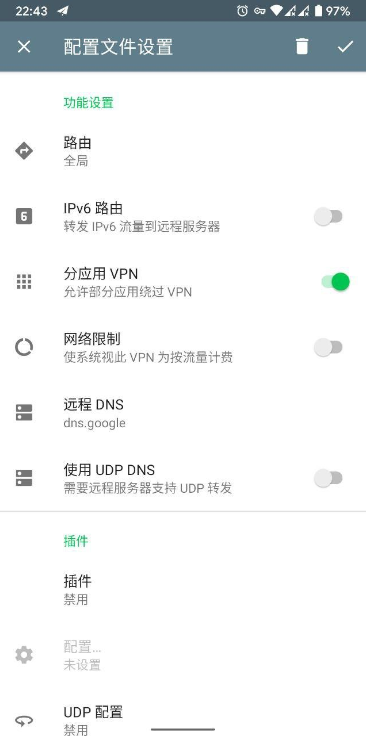 22:43
97%
配置文件设置
功能设置
路由
全局
IPv6 路由
转发 IPv6 流量到远程服务器
分应用 VPN
允许部分应用绕过 VPN
网络限制
使系统视此 VPN 为按流量计费
远程 DNS
dns.google
使用 UDP DNS
需要远程服务器支持 UDP 转发
插件
插件
禁用
配置...
未设置
UDP 配置
禁用